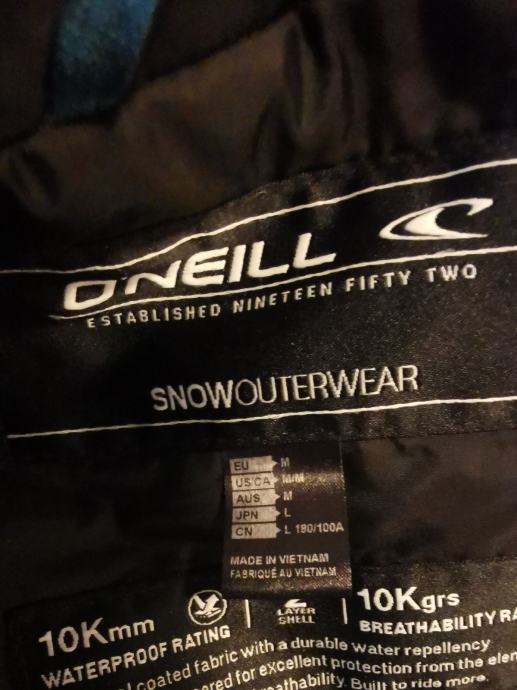 O'NEILL
ESTABLISHED NINETEEN FIFTY TWO
SNOWOUTERWEAR
EU M
US/CA M/M
AUS M
JPN L
CN L 180/100A
MADE IN VIETNAM
FABRIQUÉ AU VIETNAM
10Kmm
WATERPROOF RATING
LAYER
SHELL
10Kgrs
BREATHABILITY
coated fabric with a durable water repellency
for excellent protection from the
Built to ride more.